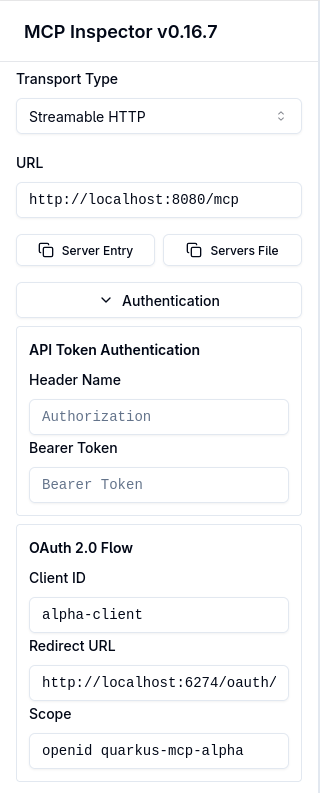 MCP Inspector v0.16.7
Transport Type
Streamable HTTP
URL
http://localhost:8080/mcp
Server Entry
Servers File
Authentication
API Token Authentication
Header Name
Authorization
Bearer Token
Bearer Token
OAuth 2.0 Flow
Client ID
alpha-client
Redirect URL
http://localhost:6274/oauth/
Scope
openid quarkus-mcp-alpha